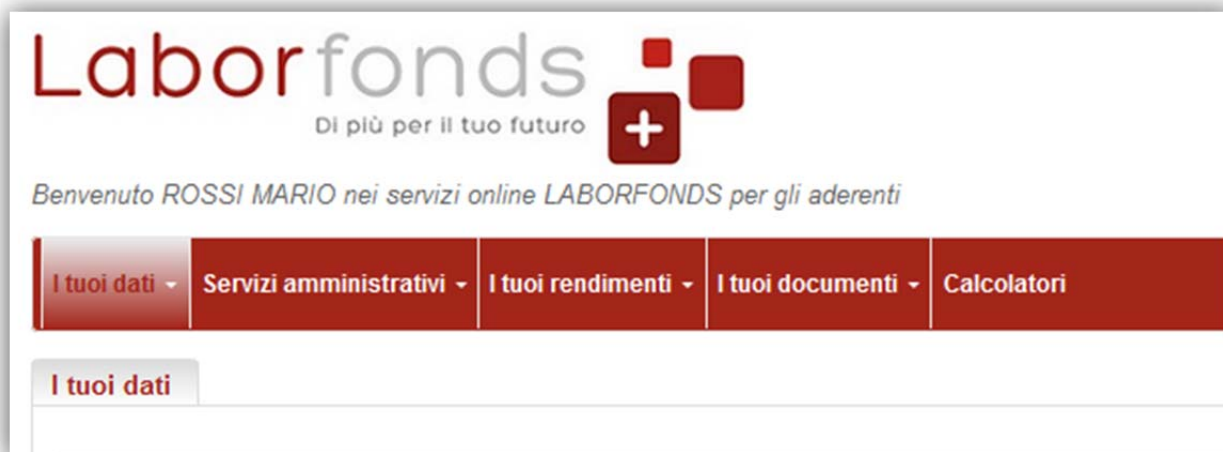 Laborfonds
Di più per il tuo futuro
Benvenuto ROSSI MARIO nei servizi online LABORFONDS per gli aderenti
I tuoi dati Servizi amministrativi I tuoi rendimenti I tuoi documenti Calcolatori
I tuoi dati